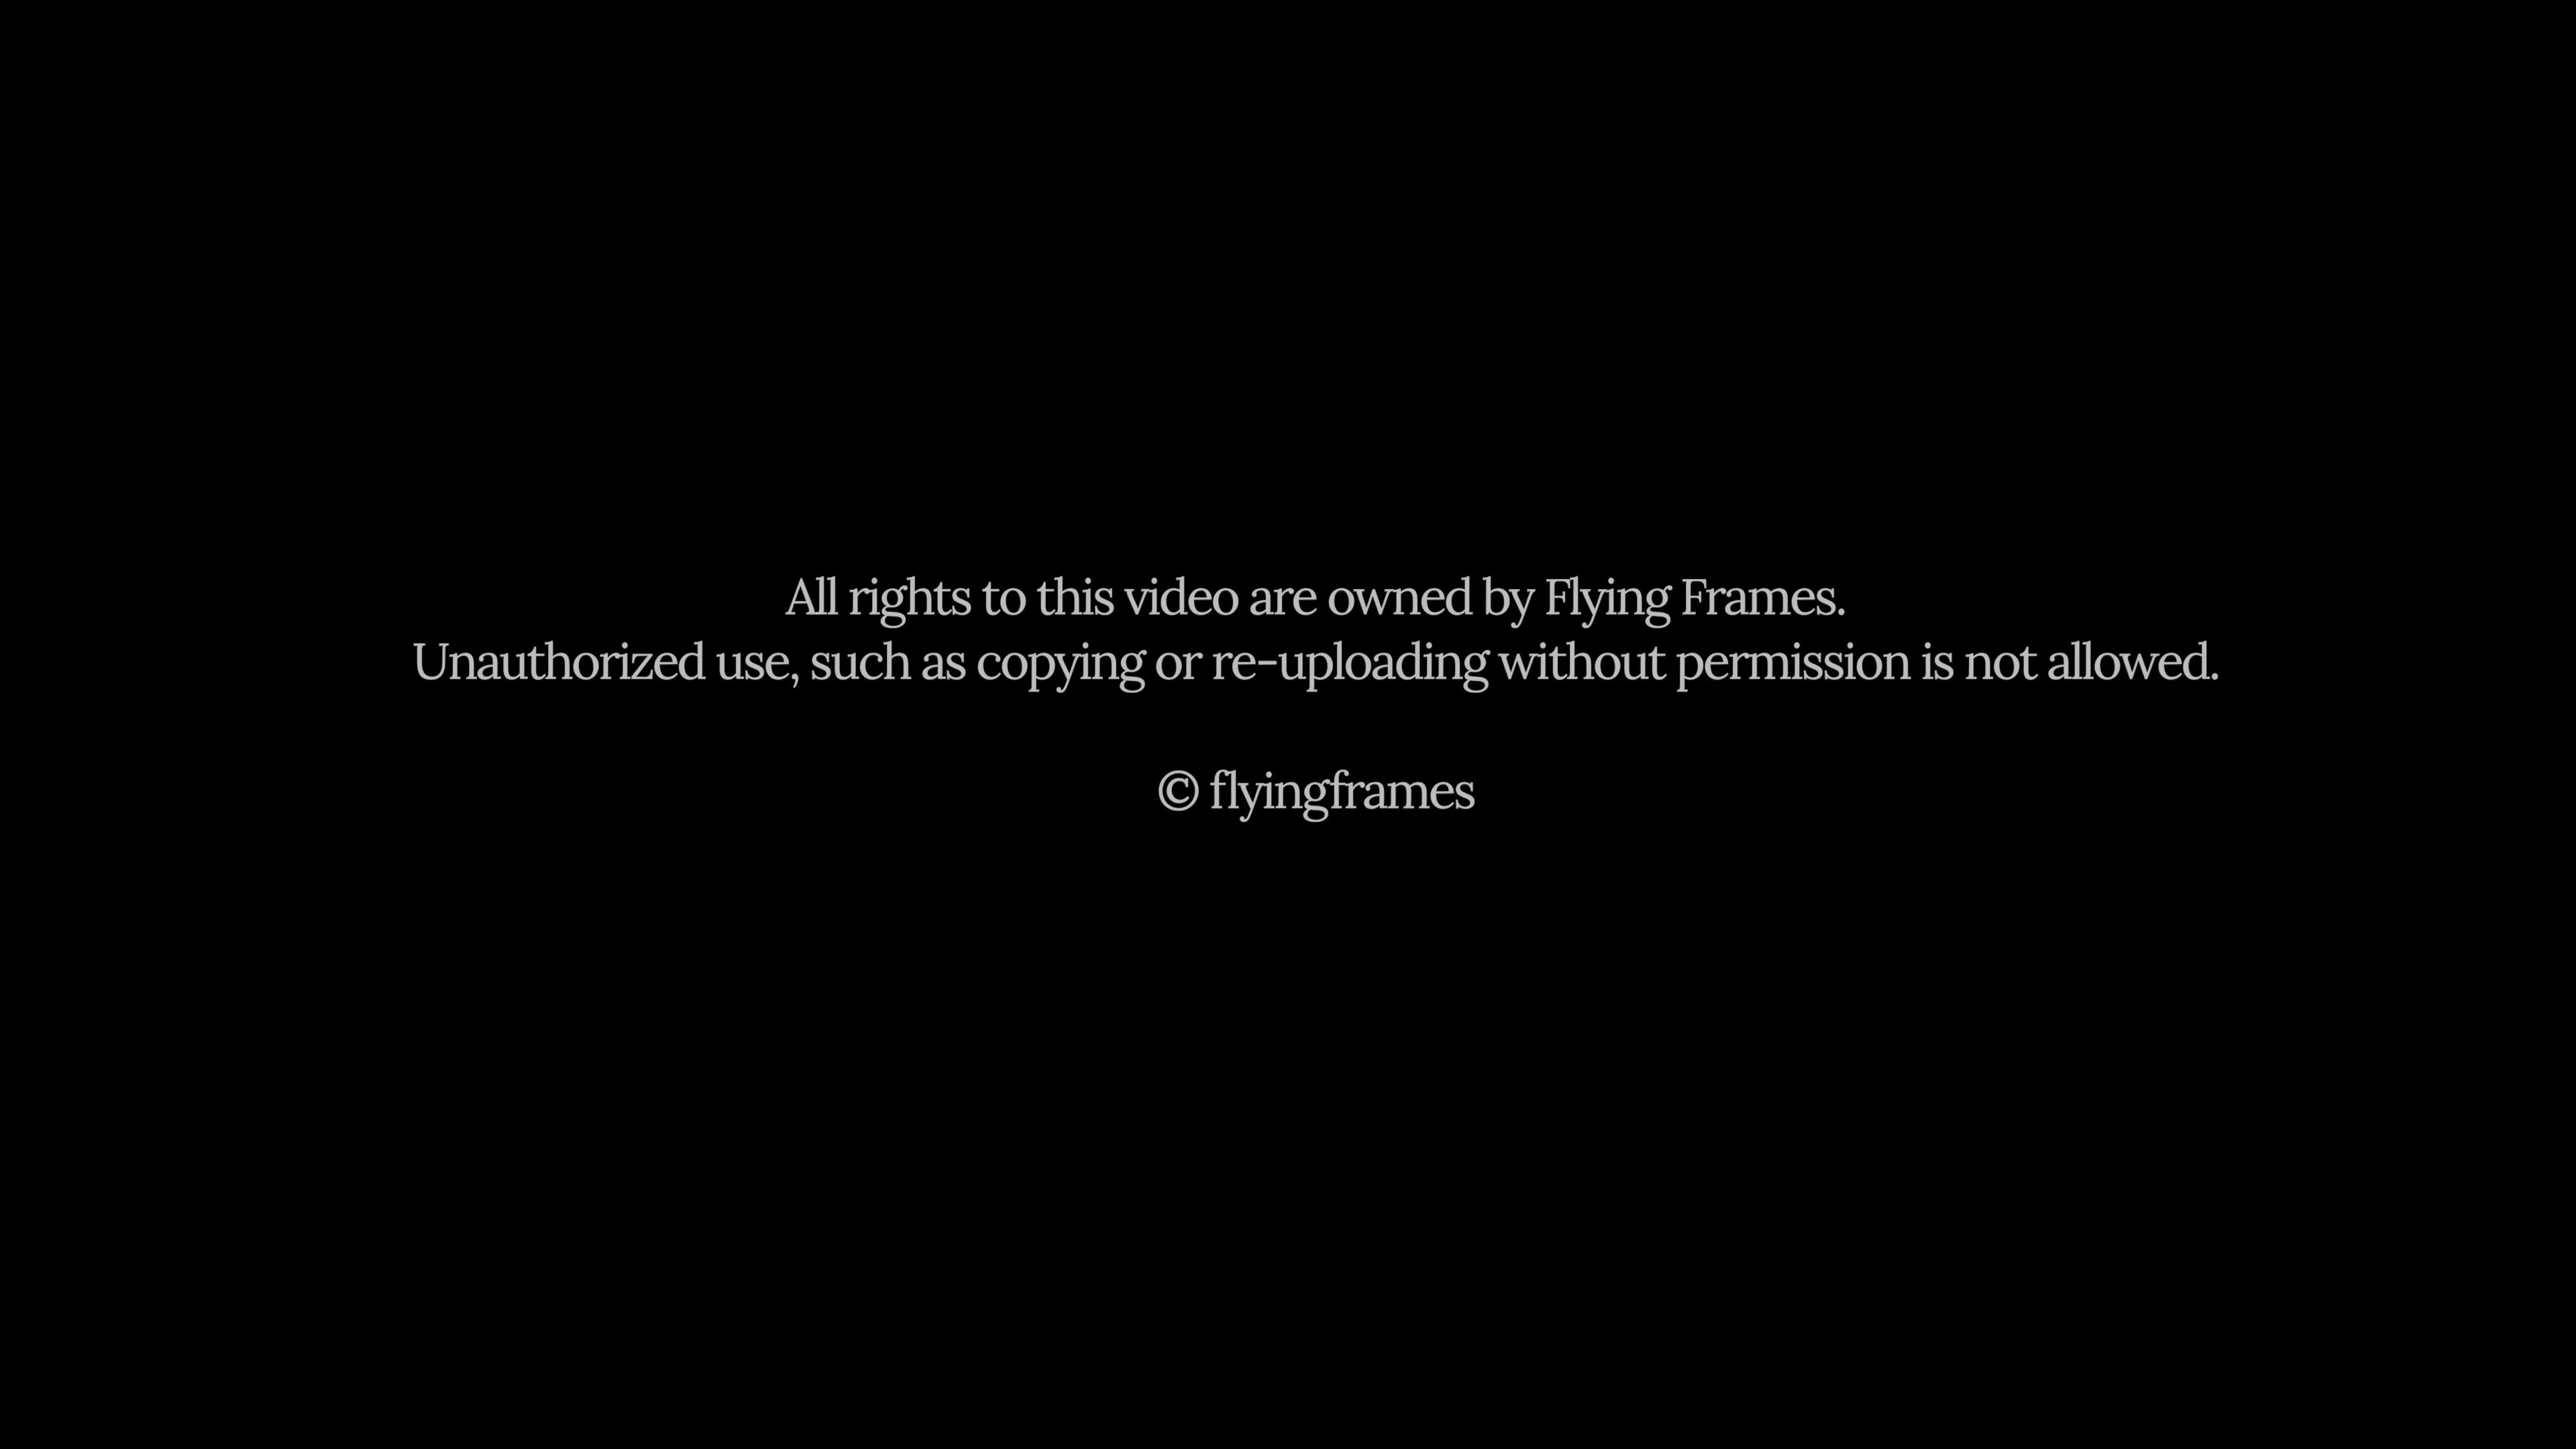 All rights to this video are owned by Flying Frames.
Unauthorized use, such as copying or re-uploading without permission is not allowed.
© flyingframes